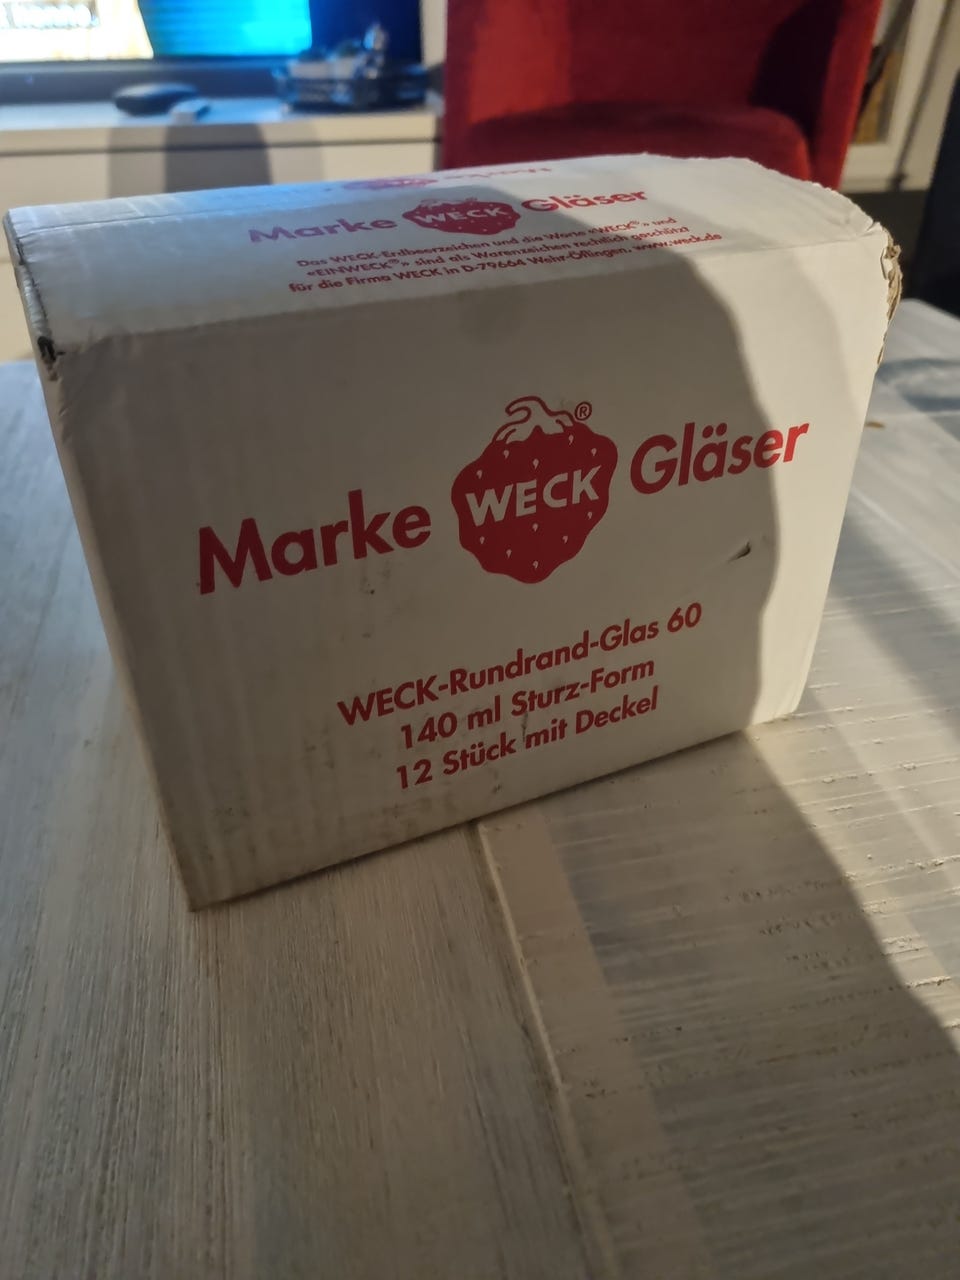 Marke WECK Gläser
Das WECK-Erdbeerzeichen und die Worte «WECK®» und
«EINWECK®» sind als Warenzeichen rechtlich geschützt
für die Firma WECK in D-79664 Wehr-Öflingen. www.weck.de
Marke WECK® Gläser
WECK-Rundrand-Glas 60
140 ml Sturz-Form
12 Stück mit Deckel